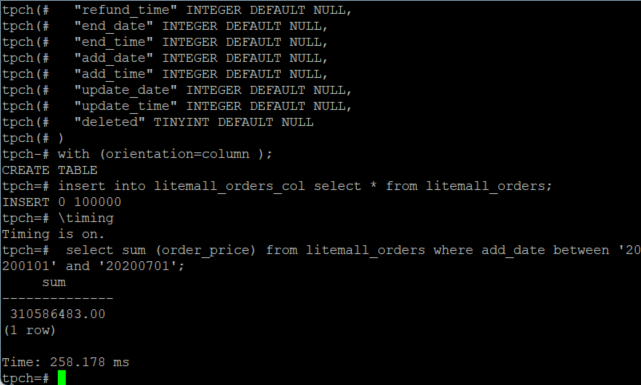 tpch(#   "refund_time" INTEGER DEFAULT NULL,
tpch(#   "end_date" INTEGER DEFAULT NULL,
tpch(#   "end_time" INTEGER DEFAULT NULL,
tpch(#   "add_date" INTEGER DEFAULT NULL,
tpch(#   "add_time" INTEGER DEFAULT NULL,
tpch(#   "update_date" INTEGER DEFAULT NULL,
tpch(#   "update_time" INTEGER DEFAULT NULL,
tpch(#   "deleted" TINYINT DEFAULT NULL
tpch(# )
tpch-# with (orientation=column );
CREATE TABLE
tpch=# insert into litemall_orders_col select * from litemall_orders;
INSERT 0 100000
tpch=# \timing
Timing is on.
tpch=#  select sum (order_price) from litemall_orders where add_date between '20
200101' and '20200701';
     sum
--------------
 310586483.00
(1 row)

Time: 258.178 ms
tpch=#